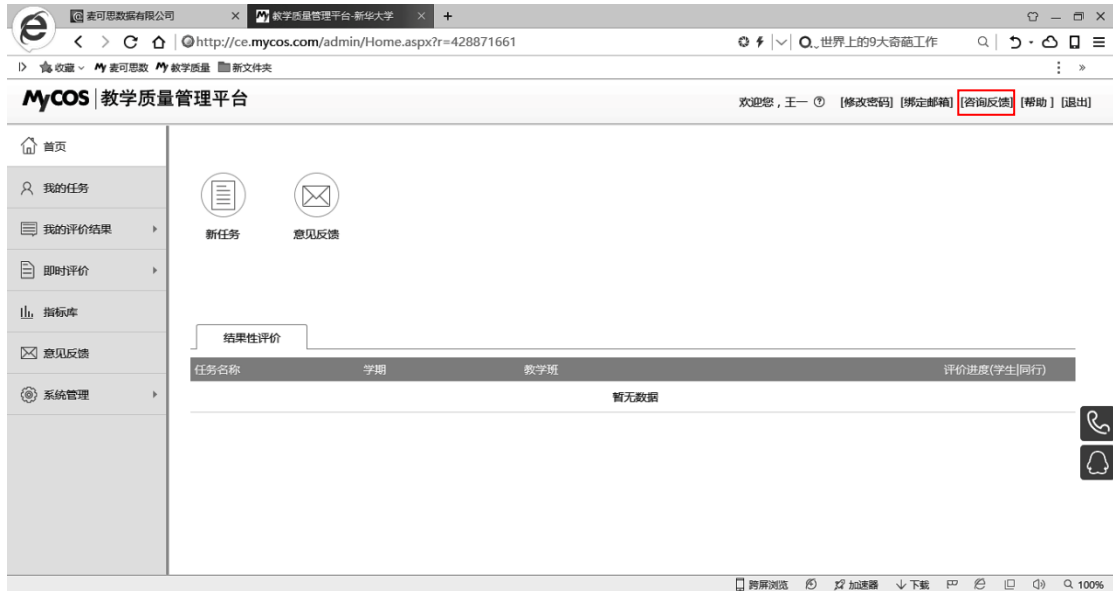 麦可思数据有限公司
教学质量管理平台-新华大学
http://ce.mycos.com/admin/Home.aspx?r=428871661
世界上的9大奇葩工作
收藏
麦可思数
教学质量
新文件夹
MyCOS 教学质量管理平台
欢迎您，王一 [修改密码] [绑定邮箱] [咨询反馈] [帮助 ] [退出]
首页
我的任务
我的评价结果
即时评价
指标库
意见反馈
系统管理
新任务
意见反馈
结果性评价
任务名称 学期 教学班 评价进度(学生|同行)
暂无数据
跨屏浏览 加速器 下载 100%